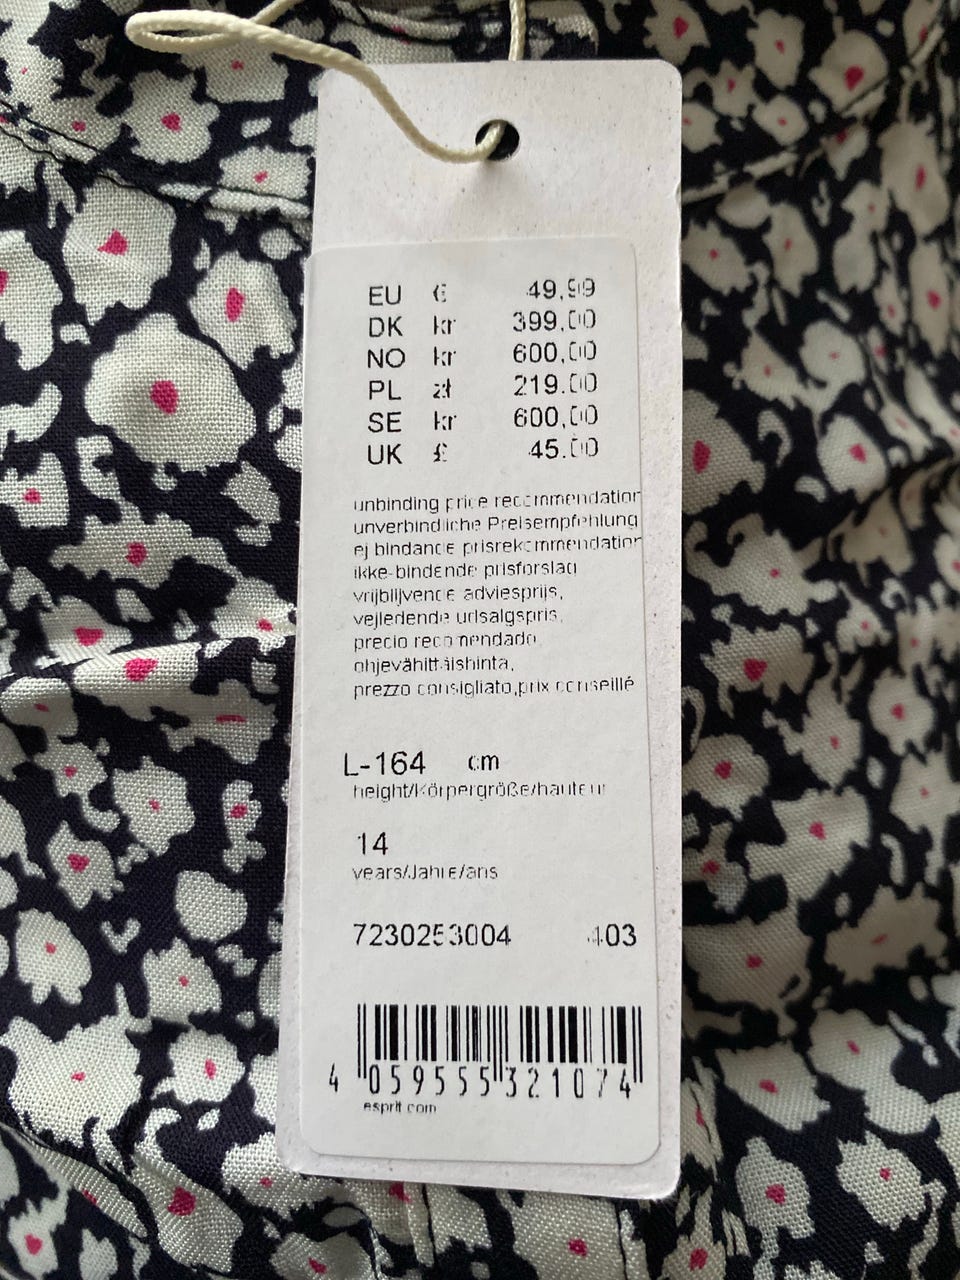 EU € 49,99
DK kr 399.00
NO kr 600,00
PL zł 219.00
SE kr 600,00
UK £ 45.00
unbinding price recommendation
unverbindliche Preisempfehlung
ej bindande prisrekommendation
ikke-bindende prisforslag
vrijblijvende adviesprijs,
vejledende udsalgspris,
precio recomendado
ohjevähittäishinta,
prezzo consigliato,prix conseillé
L-164 cm
height/Körpergröße/hauteur
14
years/Jahre/ans
7230253004 403
4 059555 321074
esprit.com